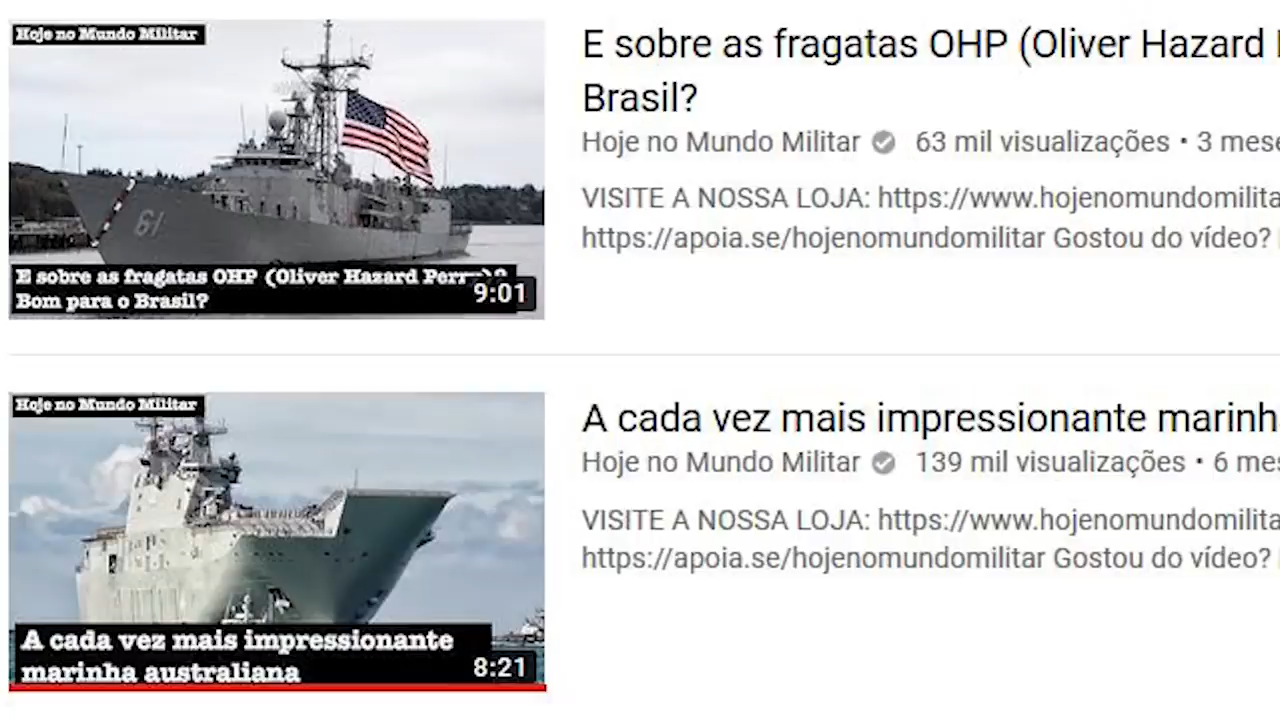 Hoje no Mundo Militar
E sobre as fragatas OHP (Oliver Hazard Perry)?
Bom para o Brasil?
9:01
E sobre as fragatas OHP (Oliver Hazard
Brasil?
Hoje no Mundo Militar 63 mil visualizações • 3
VISITE A NOSSA LOJA: https://www.hojenomundomilita
https://apoia.se/hojenomundomilitar Gostou do vídeo?
61
Hoje no Mundo Militar
A cada vez mais impressionante
marinha australiana
8:21
A cada vez mais impressionante marinh
Hoje no Mundo Militar 139 mil visualizações • 6 mes
VISITE A NOSSA LOJA: https://www.hojenomundomilita
https://apoia.se/hojenomundomilitar Gostou do vídeo?